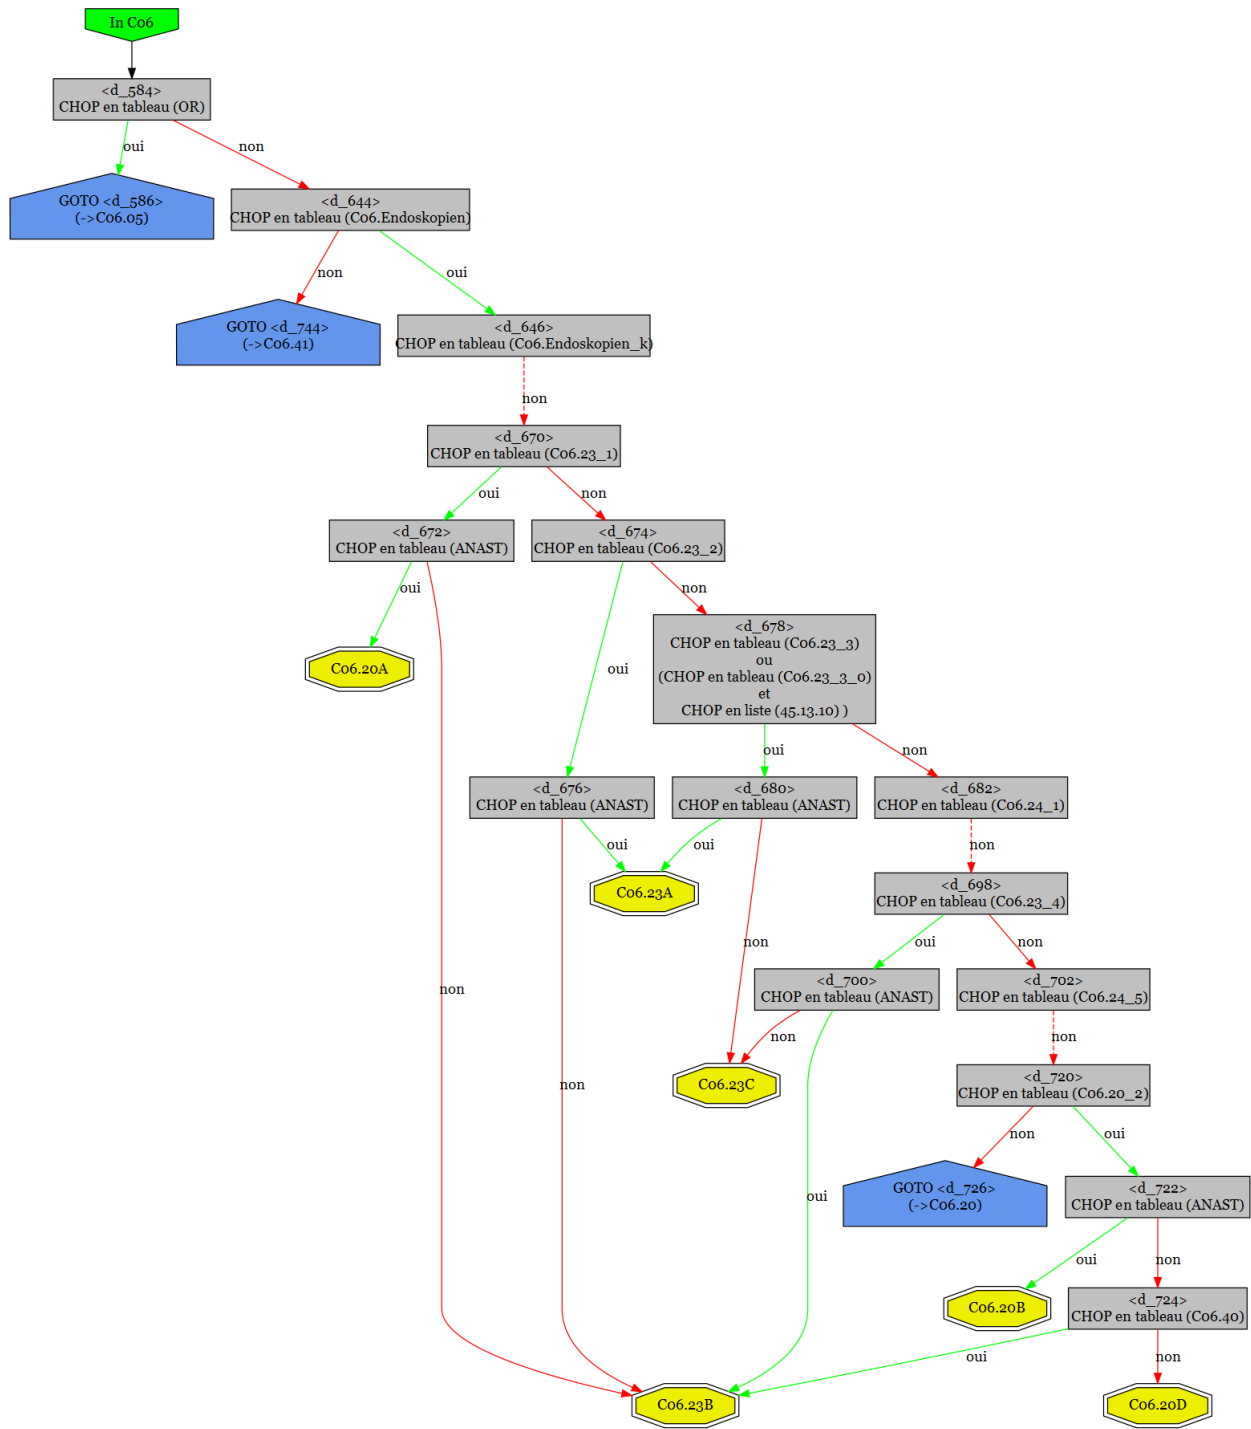 In C06
<d_584>
CHOP en tableau (OR)
oui
non
GOTO <d_586>
(->C06.05)
<d_644>
CHOP en tableau (C06.Endoskopien)
non
oui
GOTO <d_744>
(->C06.41)
<d_646>
CHOP en tableau (C06.Endoskopien_k)
non
<d_670>
CHOP en tableau (C06.23_1)
oui
non
<d_672>
CHOP en tableau (ANAST)
<d_674>
CHOP en tableau (C06.23_2)
oui
non
C06.20A
oui
<d_678>
CHOP en tableau (C06.23_3)
ou
(CHOP en tableau (C06.23_3_0)
et
CHOP en liste (45.13.10) )
oui
non
<d_676>
CHOP en tableau (ANAST)
<d_680>
CHOP en tableau (ANAST)
<d_682>
CHOP en tableau (C06.24_1)
oui
oui
non
C06.23A
<d_698>
CHOP en tableau (C06.23_4)
non
oui
non
non
<d_700>
CHOP en tableau (ANAST)
<d_702>
CHOP en tableau (C06.24_5)
non
non
non
C06.23C
<d_720>
CHOP en tableau (C06.20_2)
non
oui
oui
GOTO <d_726>
(->C06.20)
<d_722>
CHOP en tableau (ANAST)
oui
non
C06.20B
<d_724>
CHOP en tableau (C06.40)
oui
non
C06.23B
C06.20D